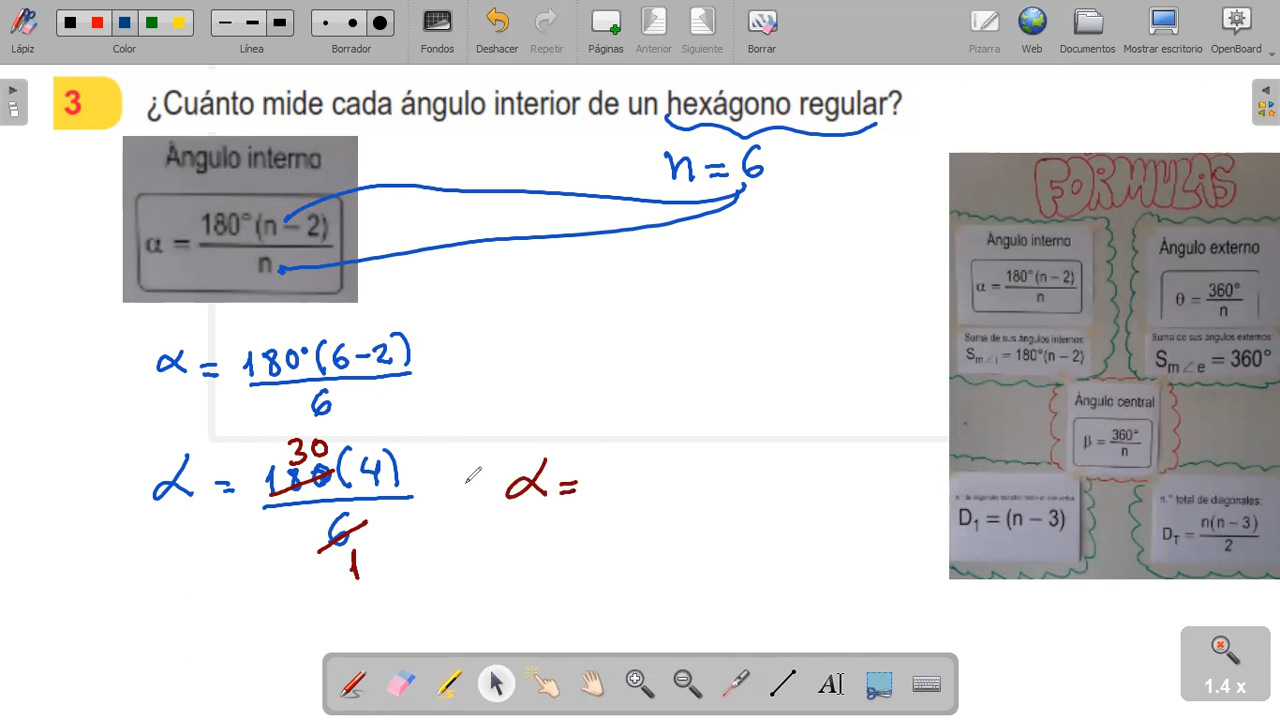 Lápiz
Color
Línea
Borrador
Fondos
Deshacer
Repetir
Páginas
Anterior
Siguiente
Borrar
Pizarra
Web
Documentos
Mostrar escritorio
OpenBoard
3 ¿Cuánto mide cada ángulo interior de un hexágono regular?
n = 6
Ángulo interno
α = 180°(n – 2) / n
α = 180°(6-2) / 6
α = 180(4) / 6
30
1
α =
FÓRMULAS
Ángulo interno
α = 180°(n – 2) / n
Suma de sus ángulos internos:
Sm∠i = 180°(n – 2)
Ángulo externo
θ = 360° / n
Suma de sus ángulos externos:
Sm∠e = 360°
Ángulo central
β = 360° / n
D1 = (n – 3)
n.° total de diagonales:
DT = n(n – 3) / 2
AI
1.4 x